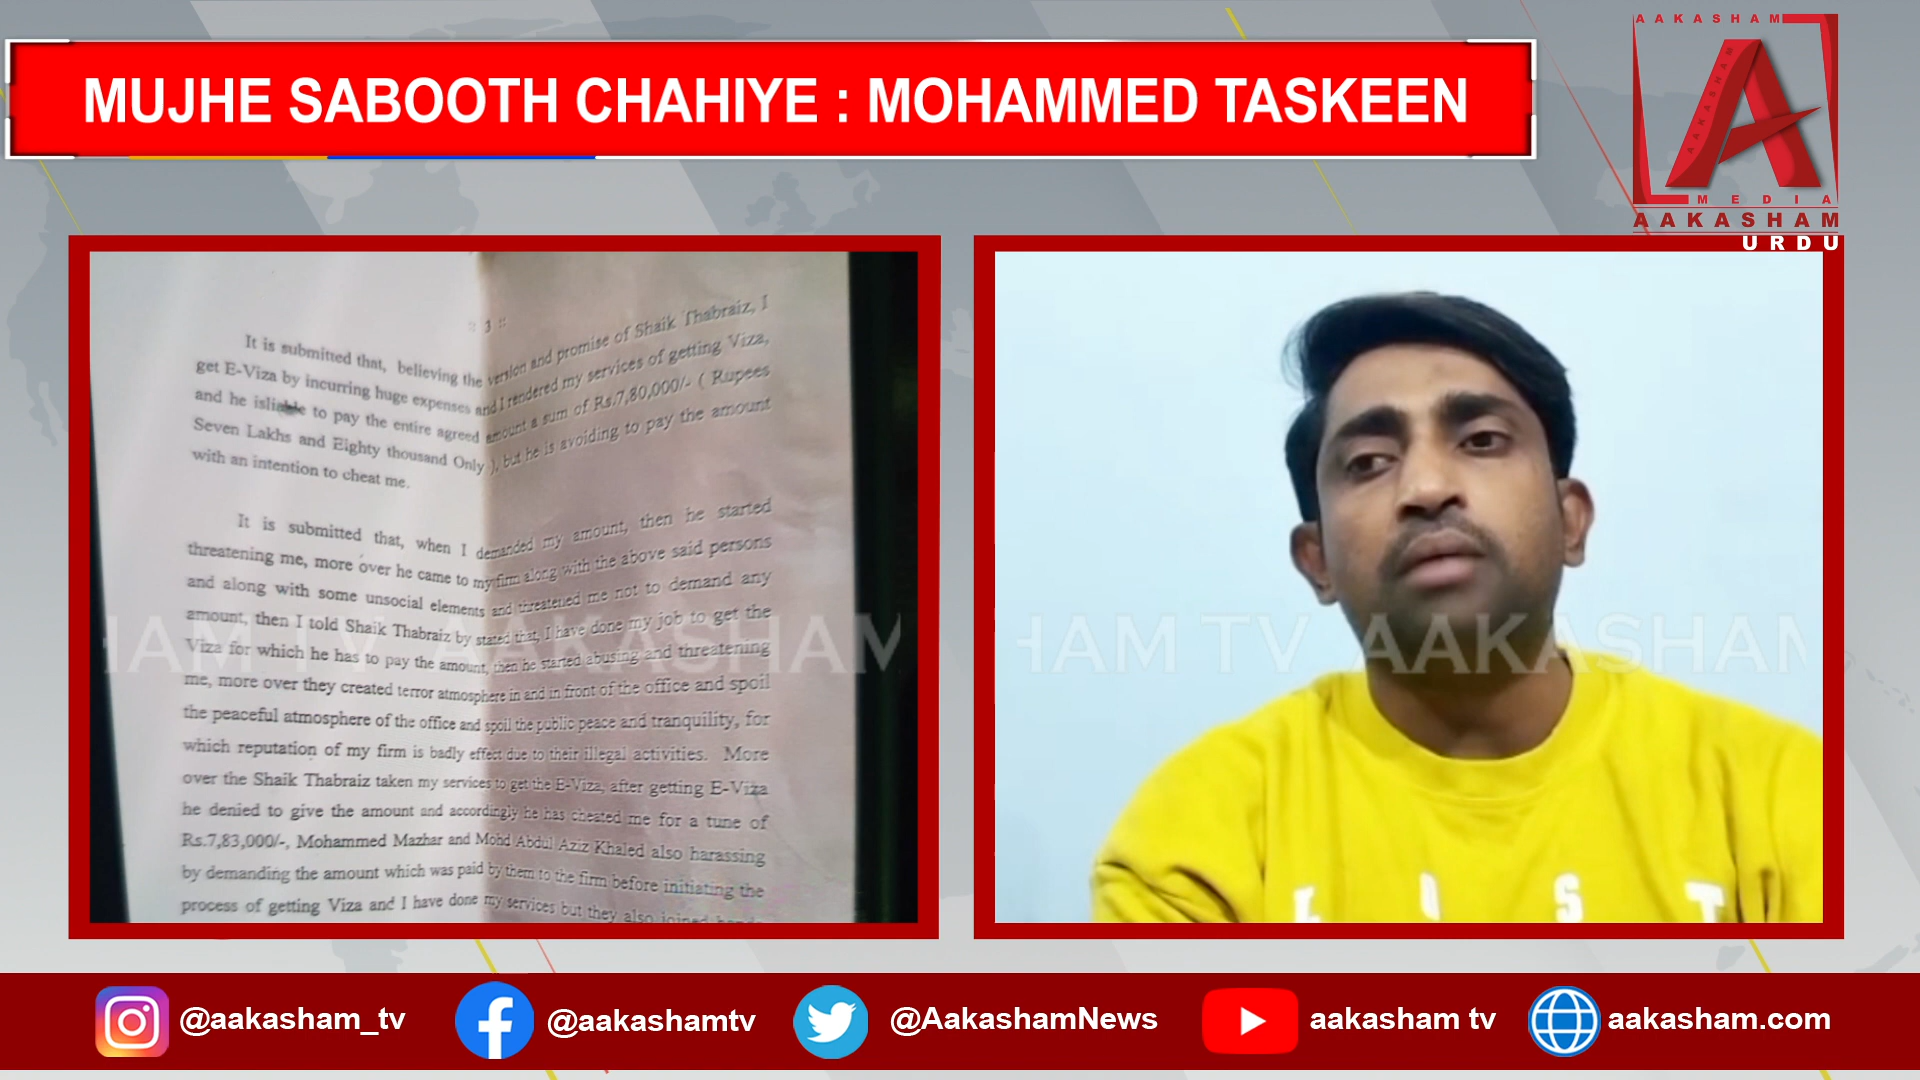 MUJHE SABOOTH CHAHIYE : MOHAMMED TASKEEN
AAKASHAM
AAKASHAM
MEDIA
AAKASHAM
URDU
:: 3 ::
It is submitted that, believing the version and promise of Shaik Thabraiz, I
get E-Viza by incurring huge expenses and I rendered my services of getting Viza,
and he isliable to pay the entire agreed amount a sum of Rs.7,80,000/- ( Rupees
Seven Lakhs and Eighty thousand Only ), but he is avoiding to pay the amount
with an intention to cheat me.
It is submitted that, when I demanded my amount, then he started
threatening me, more over he came to my firm along with the above said persons
and along with some unsocial elements and threatened me not to demand any
amount, then I told Shaik Thabraiz by stated that, I have done my job to get the
Viza for which he has to pay the amount, then he started abusing and threatening
me, more over they created terror atmosphere in and in front of the office and spoil
the peaceful atmosphere of the office and spoil the public peace and tranquility, for
which reputation of my firm is badly effect due to their illegal activities. More
over the Shaik Thabraiz taken my services to get the E-Viza, after getting E-Viza
he denied to give the amount and accordingly he has cheated me for a tune of
Rs.7,83,000/-, Mohammed Mazhar and Mohd Abdul Aziz Khaled also harassing
by demanding the amount which was paid by them to the firm before initiating the
process of getting Viza and I have done my services but they also joined hands
HAM TV AAKASHAM
HAM TV AAKASHAM
L I S T
@aakasham_tv
@aakashamtv
@AakashamNews
aakasham tv
aakasham.com